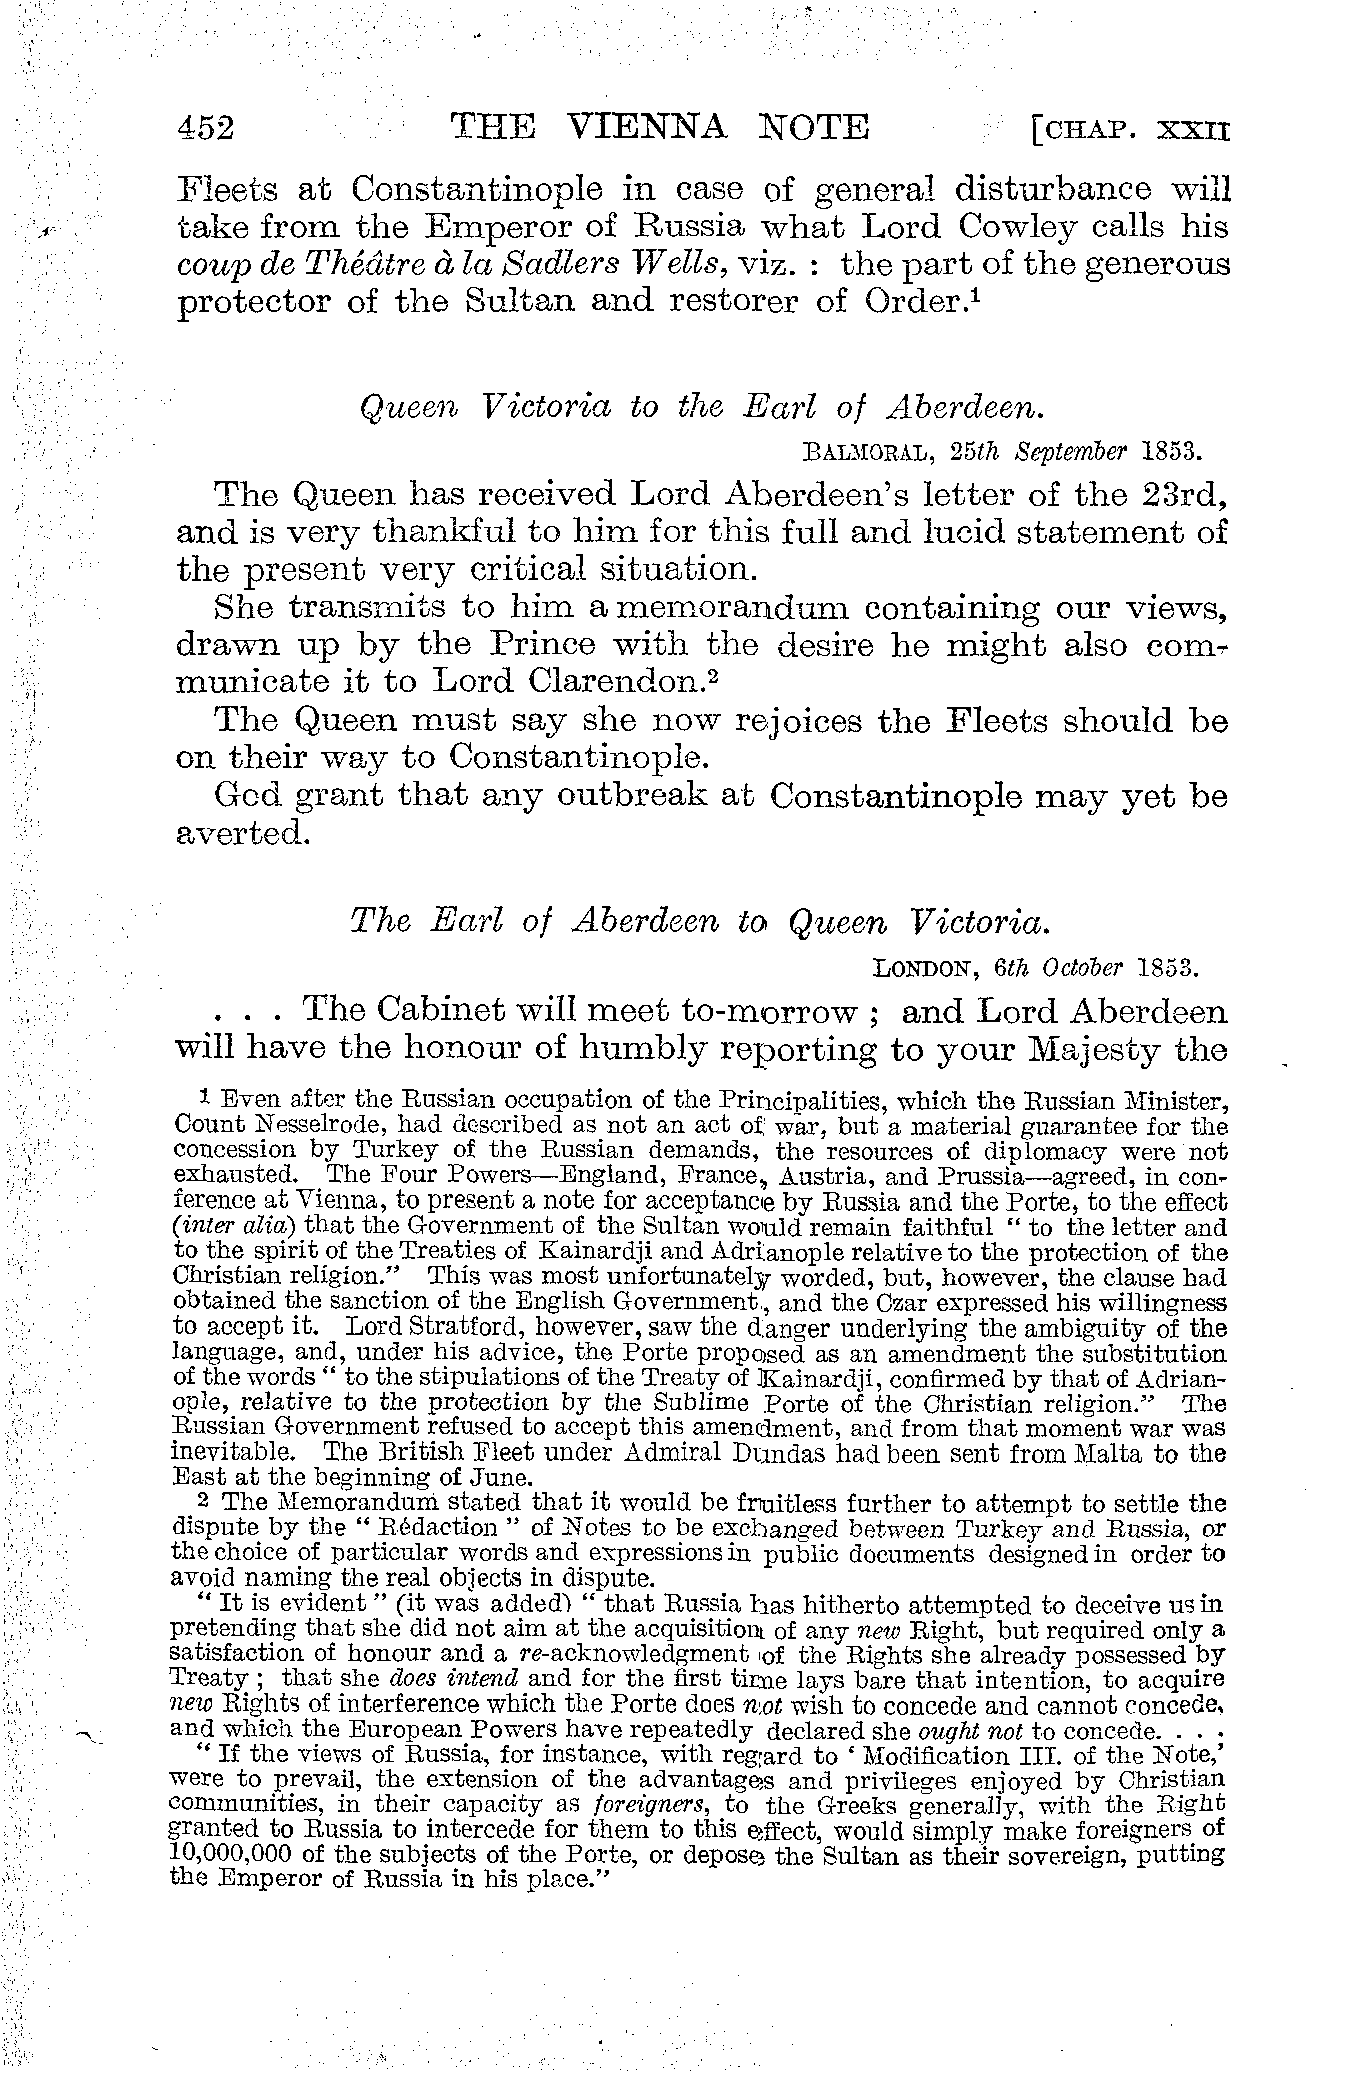 452 THE VIENNA NOTE [CHAP. XXII
Fleets at Constantinople in case of general disturbance will
take from the Emperor of Russia what Lord Cowley calls his
coup de Théâtre à la Sadlers Wells, viz. : the part of the generous
protector of the Sultan and restorer of Order.¹
Queen Victoria to the Earl of Aberdeen.
BALMORAL, 25th September 1853.
The Queen has received Lord Aberdeen's letter of the 23rd,
and is very thankful to him for this full and lucid statement of
the present very critical situation.
She transmits to him a memorandum containing our views,
drawn up by the Prince with the desire he might also com-
municate it to Lord Clarendon.²
The Queen must say she now rejoices the Fleets should be
on their way to Constantinople.
God grant that any outbreak at Constantinople may yet be
averted.
The Earl of Aberdeen to Queen Victoria.
LONDON, 6th October 1853.
. . . The Cabinet will meet to-morrow ; and Lord Aberdeen
will have the honour of humbly reporting to your Majesty the
1 Even after the Russian occupation of the Principalities, which the Russian Minister,
Count Nesselrode, had described as not an act of war, but a material guarantee for the
concession by Turkey of the Russian demands, the resources of diplomacy were not
exhausted. The Four Powers—England, France, Austria, and Prussia—agreed, in con-
ference at Vienna, to present a note for acceptance by Russia and the Porte, to the effect
(inter alia) that the Government of the Sultan would remain faithful " to the letter and
to the spirit of the Treaties of Kainardji and Adrianople relative to the protection of the
Christian religion." This was most unfortunately worded, but, however, the clause had
obtained the sanction of the English Government, and the Czar expressed his willingness
to accept it. Lord Stratford, however, saw the danger underlying the ambiguity of the
language, and, under his advice, the Porte proposed as an amendment the substitution
of the words " to the stipulations of the Treaty of Kainardji, confirmed by that of Adrian-
ople, relative to the protection by the Sublime Porte of the Christian religion." The
Russian Government refused to accept this amendment, and from that moment war was
inevitable. The British Fleet under Admiral Dundas had been sent from Malta to the
East at the beginning of June.
2 The Memorandum stated that it would be fruitless further to attempt to settle the
dispute by the " Rédaction " of Notes to be exchanged between Turkey and Russia, or
the choice of particular words and expressions in public documents designed in order to
avoid naming the real objects in dispute.
" It is evident " (it was added) " that Russia has hitherto attempted to deceive us in
pretending that she did not aim at the acquisition of any new Right, but required only a
satisfaction of honour and a re-acknowledgment of the Rights she already possessed by
Treaty ; that she does intend and for the first time lays bare that intention, to acquire
new Rights of interference which the Porte does not wish to concede and cannot concede,
and which the European Powers have repeatedly declared she ought not to concede. . . .
" If the views of Russia, for instance, with regard to ' Modification III. of the Note,'
were to prevail, the extension of the advantages and privileges enjoyed by Christian
communities, in their capacity as foreigners, to the Greeks generally, with the Right
granted to Russia to intercede for them to this effect, would simply make foreigners of
10,000,000 of the subjects of the Porte, or depose the Sultan as their sovereign, putting
the Emperor of Russia in his place."